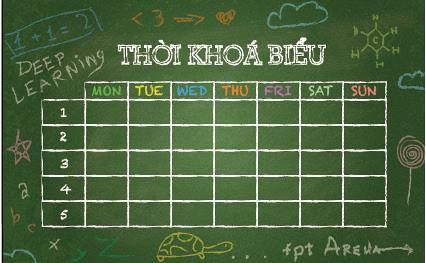 1 + 1 = 2
< 3 = >
DEEP LEARNING
THỜI KHOÁ BIỂU
MON TUE WED THU FRI SAT SUN
1
2
3
4
5
a
b c
x y z
... fpt ARENA